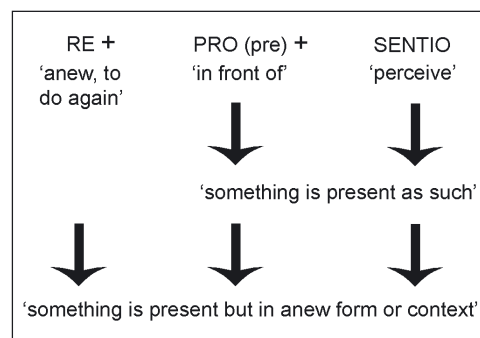 RE + PRO (pre) + SENTIO
'anew, to do again' 'in front of' 'perceive'
'something is present as such'
'something is present but in anew form or context'